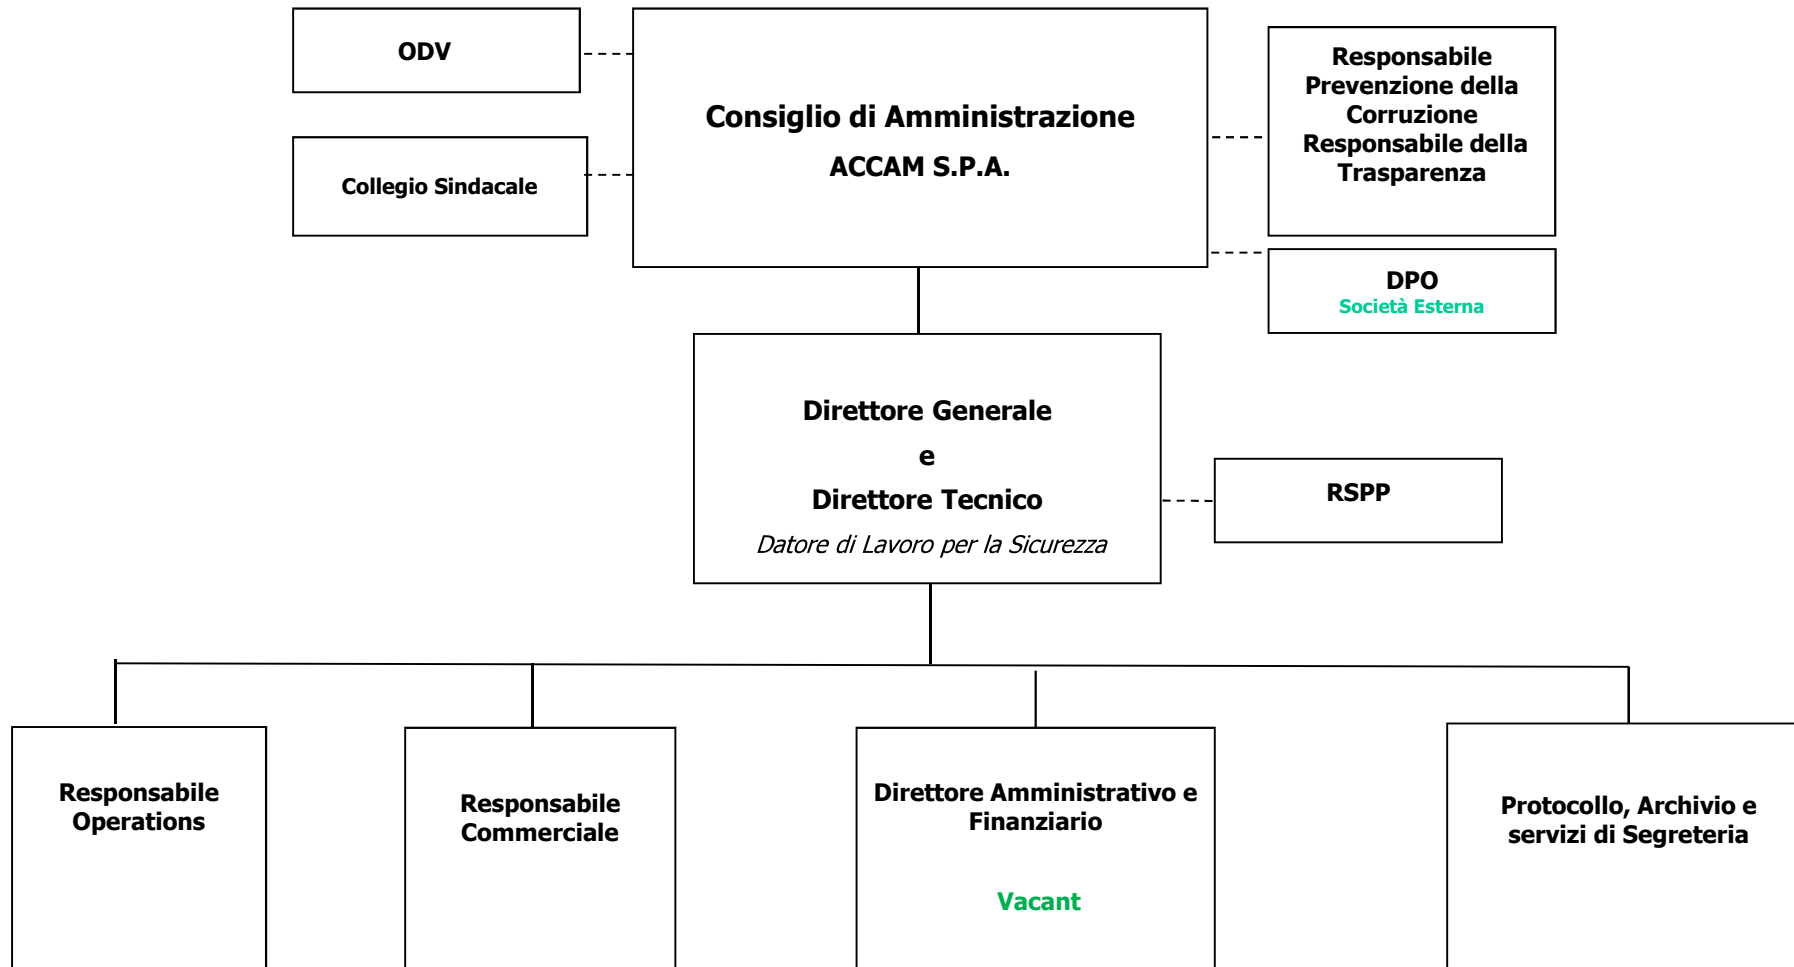 ODV
Collegio Sindacale
Consiglio di Amministrazione
ACCAM S.P.A.
Responsabile
Prevenzione della
Corruzione
Responsabile della
Trasparenza
DPO
Società Esterna
Direttore Generale
e
Direttore Tecnico
Datore di Lavoro per la Sicurezza
RSPP
Responsabile
Operations
Responsabile
Commerciale
Direttore Amministrativo e
Finanziario
Vacant
Protocollo, Archivio e
servizi di Segreteria